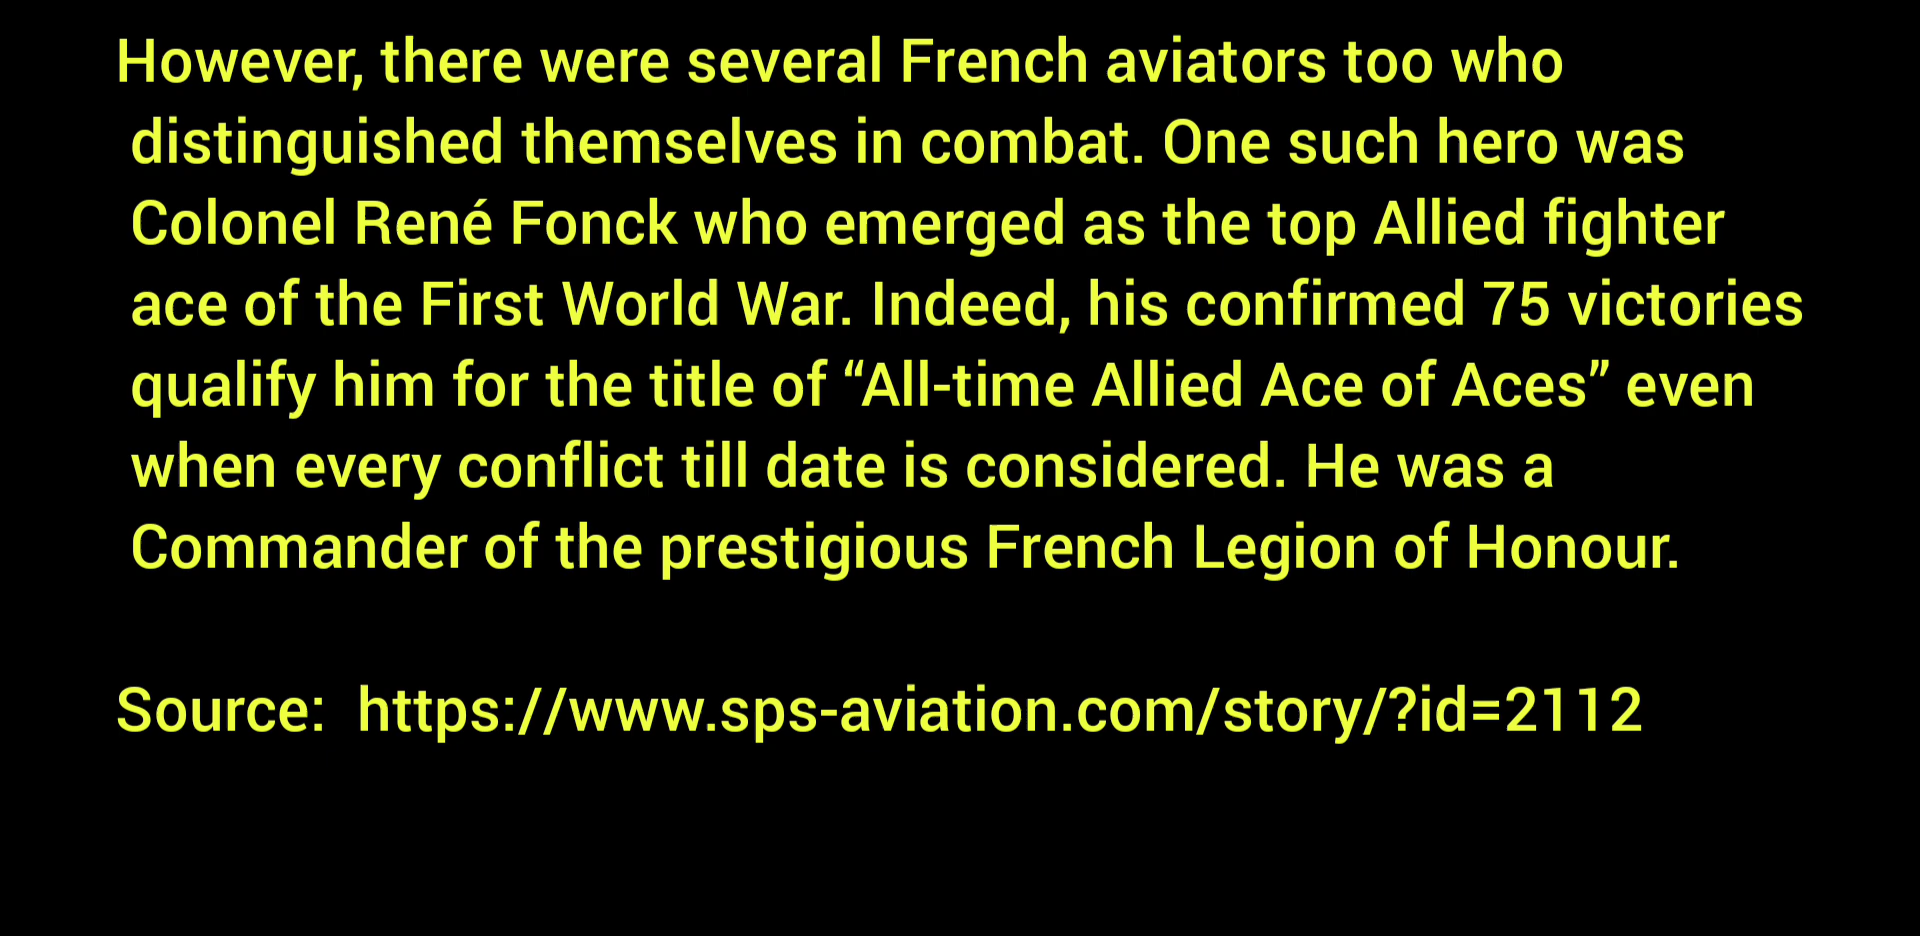 However, there were several French aviators too who
distinguished themselves in combat. One such hero was
Colonel René Fonck who emerged as the top Allied fighter
ace of the First World War. Indeed, his confirmed 75 victories
qualify him for the title of “All-time Allied Ace of Aces” even
when every conflict till date is considered. He was a
Commander of the prestigious French Legion of Honour.
Source:  https://www.sps-aviation.com/story/?id=2112